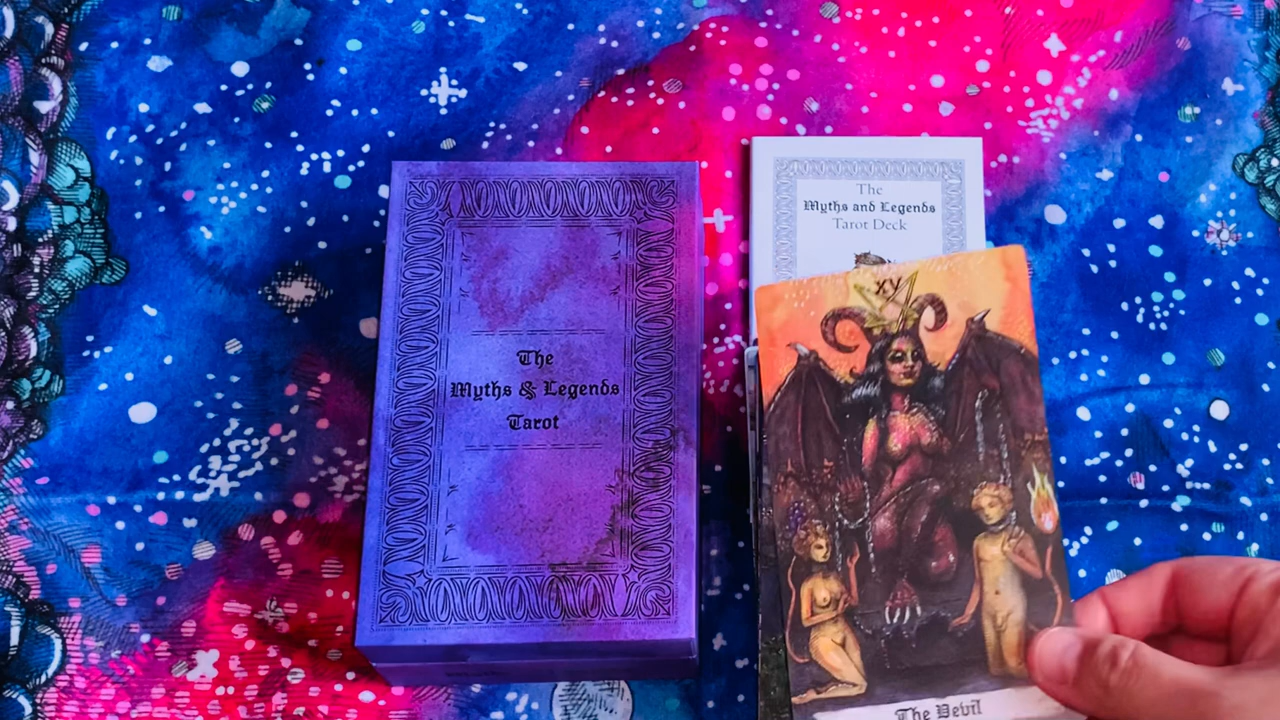 The
Myths & Legends
Tarot
The
Myths and Legends
Tarot Deck
XV
The Devil